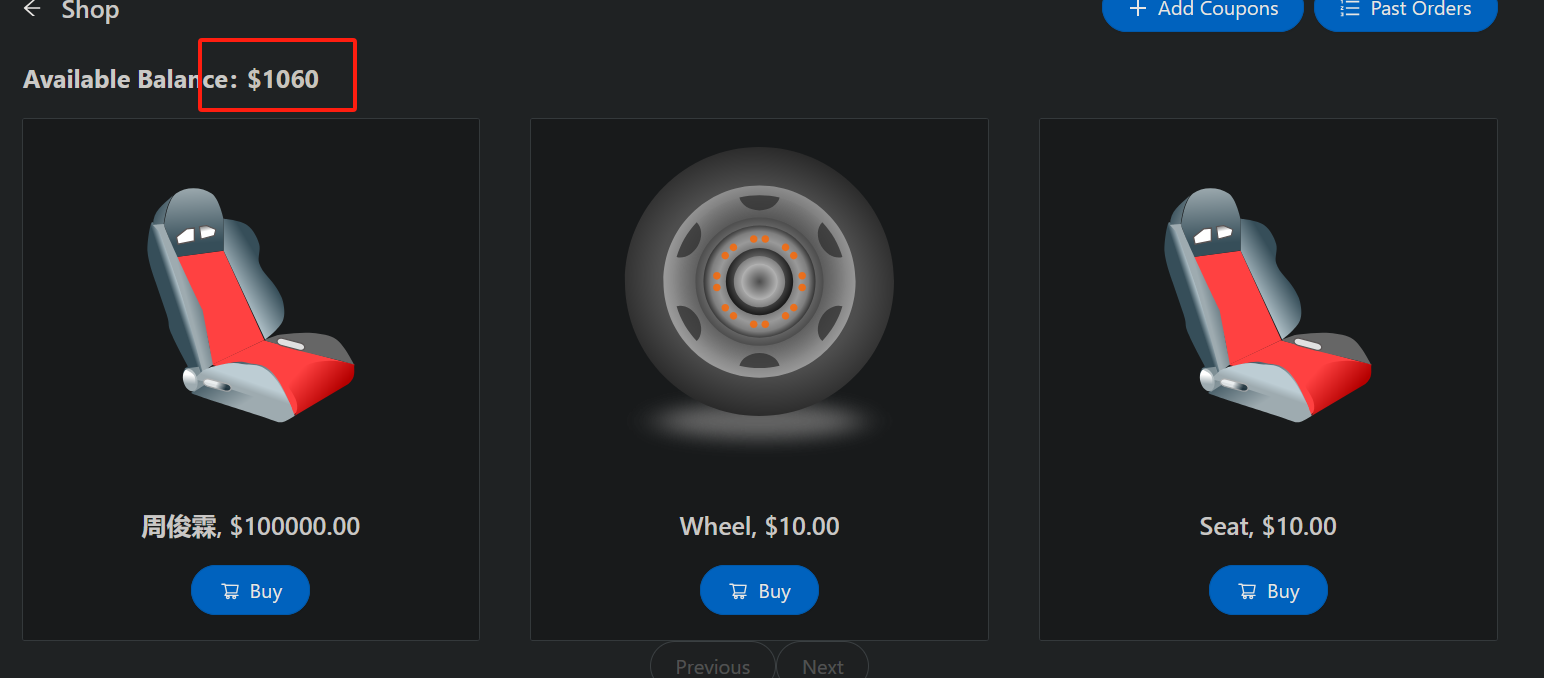 Shop
Add Coupons
Past Orders
Available Balance: $1060
周俊霖, $100000.00
Wheel, $10.00
Seat, $10.00
Buy
Buy
Buy
Previous
Next